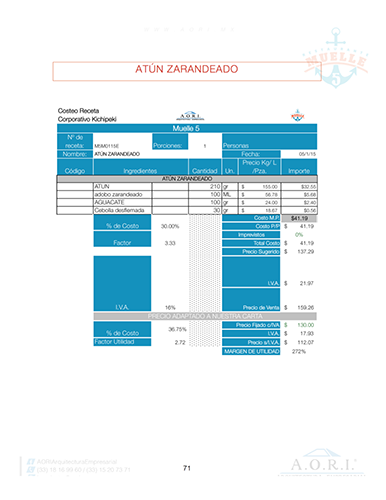 MUELLE
5
ATÚN ZARANDEADO
Costeo Receta
Corporativo Kichipeki
A.O.R.I.
Muelle 5
Nº de receta: M5M0115E Porciones: 1 Personas
Nombre: ATÚN ZARANDEADO Fecha: 05/1/15
Código Ingredientes Cantidad Un. Precio Kg/ L /Pza. Importe
ATÚN ZARANDEADO
ATUN 210 gr $ 155.00 $32.55
adobo zarandeado 100 ML $ 56.79 $5.68
AGUACATE 100 gr $ 24.00 $2.40
Cebolla desflemada 30 gr $ 18.67 $0.56
Costo M.P. $41.19
% de Costo 30.00% Costo P/P $ 41.19
Imprevistos 0%
Factor 3.33 Total Costo $ 41.19
Precio Sugerido $ 137.29
I.V.A. $ 21.97
I.V.A. 16% Precio de Venta $ 159.26
PRECIO ADAPTADO A NUESTRA CARTA
Precio Fijado c/IVA $ 130.00
% de Costo 36.75% I.V.A. $ 17.93
Factor Utilidad 2.72 Precio s/I.V.A. $ 112.07
MARGEN DE UTILIDAD 272%
71
A.O.R.I.